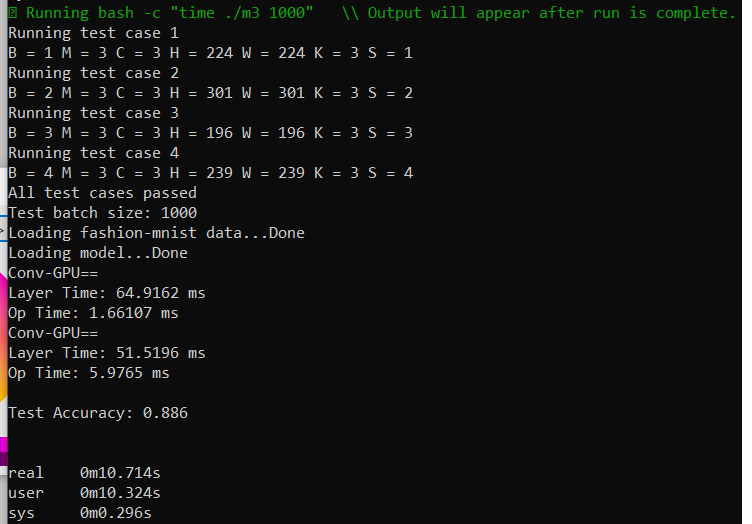 Running bash -c "time ./m3 1000"   \\ Output will appear after run is complete.
Running test case 1
B = 1 M = 3 C = 3 H = 224 W = 224 K = 3 S = 1
Running test case 2
B = 2 M = 3 C = 3 H = 301 W = 301 K = 3 S = 2
Running test case 3
B = 3 M = 3 C = 3 H = 196 W = 196 K = 3 S = 3
Running test case 4
B = 4 M = 3 C = 3 H = 239 W = 239 K = 3 S = 4
All test cases passed
Test batch size: 1000
Loading fashion-mnist data...Done
Loading model...Done
Conv-GPU==
Layer Time: 64.9162 ms
Op Time: 1.66107 ms
Conv-GPU==
Layer Time: 51.5196 ms
Op Time: 5.9765 ms
Test Accuracy: 0.886
real    0m10.714s
user    0m10.324s
sys     0m0.296s